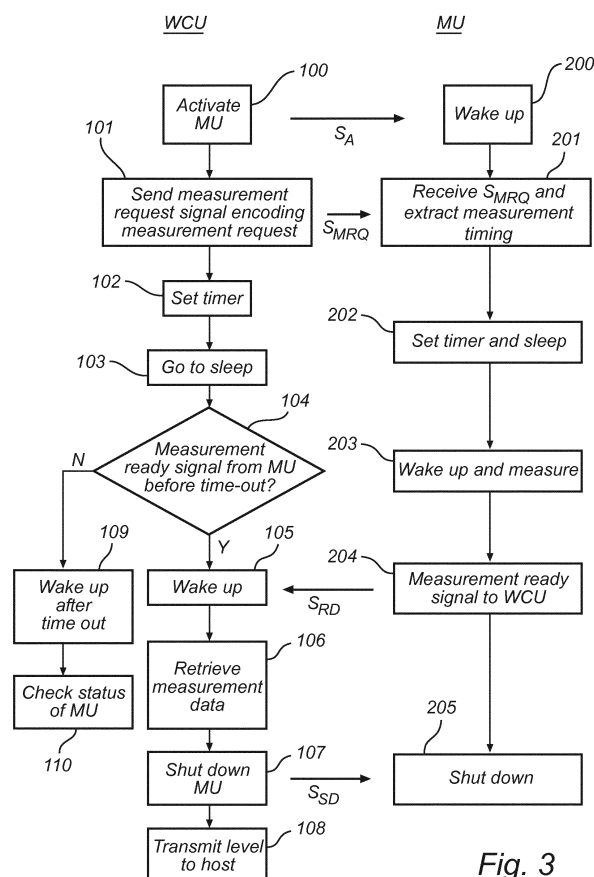 WCU
MU
100
Activate
MU
S_A
200
Wake up
101
Send measurement
request signal encoding
measurement request
S_MRQ
201
Receive S_MRQ and
extract measurement
timing
102
Set timer
202
Set timer and sleep
103
Go to sleep
104
Measurement
ready signal from MU
before time-out?
N
Y
203
Wake up and measure
109
Wake up
after
time out
105
Wake up
S_RD
204
Measurement ready
signal to WCU
106
Retrieve
measurement
data
Check status
of MU
110
107
Shut down
MU
S_SD
205
Shut down
108
Transmit level
to host
Fig. 3